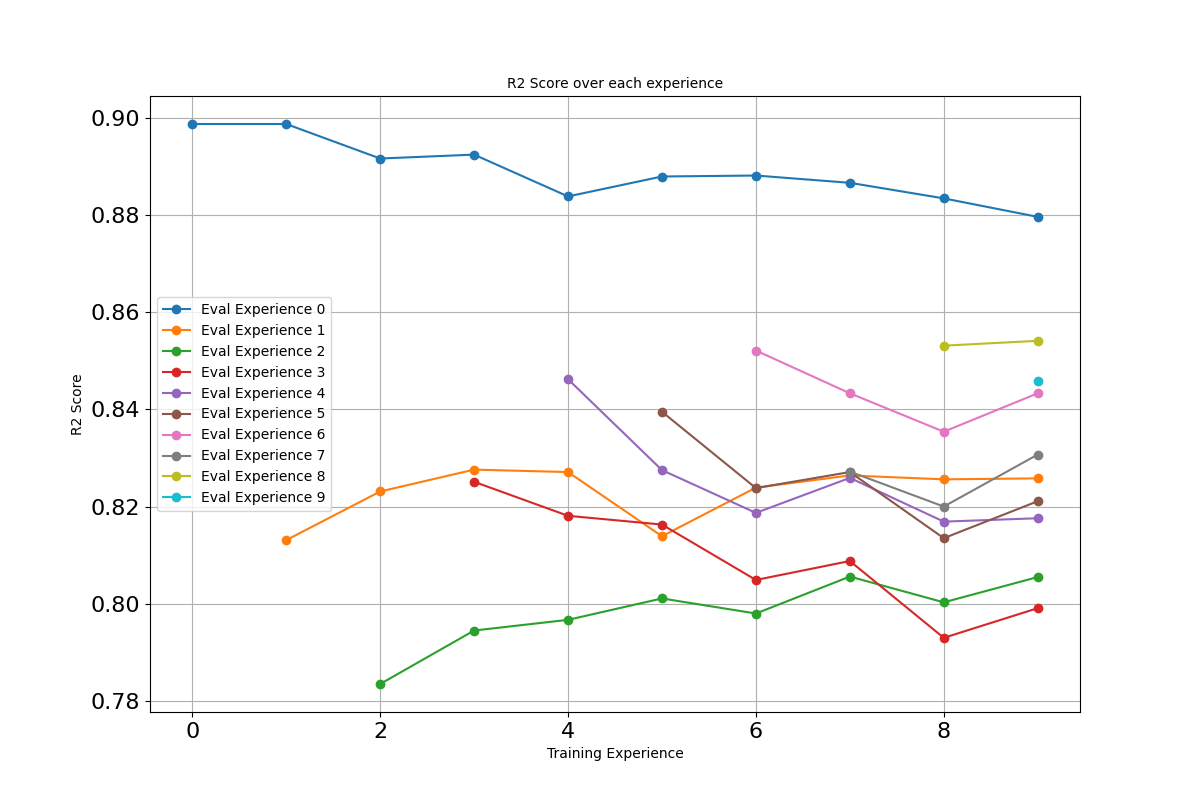 R2 Score over each experience
0.90
0.88
0.86
0.84
0.82
0.80
0.78
R2 Score
Eval Experience 0
Eval Experience 1
Eval Experience 2
Eval Experience 3
Eval Experience 4
Eval Experience 5
Eval Experience 6
Eval Experience 7
Eval Experience 8
Eval Experience 9
0 2 4 6 8
Training Experience